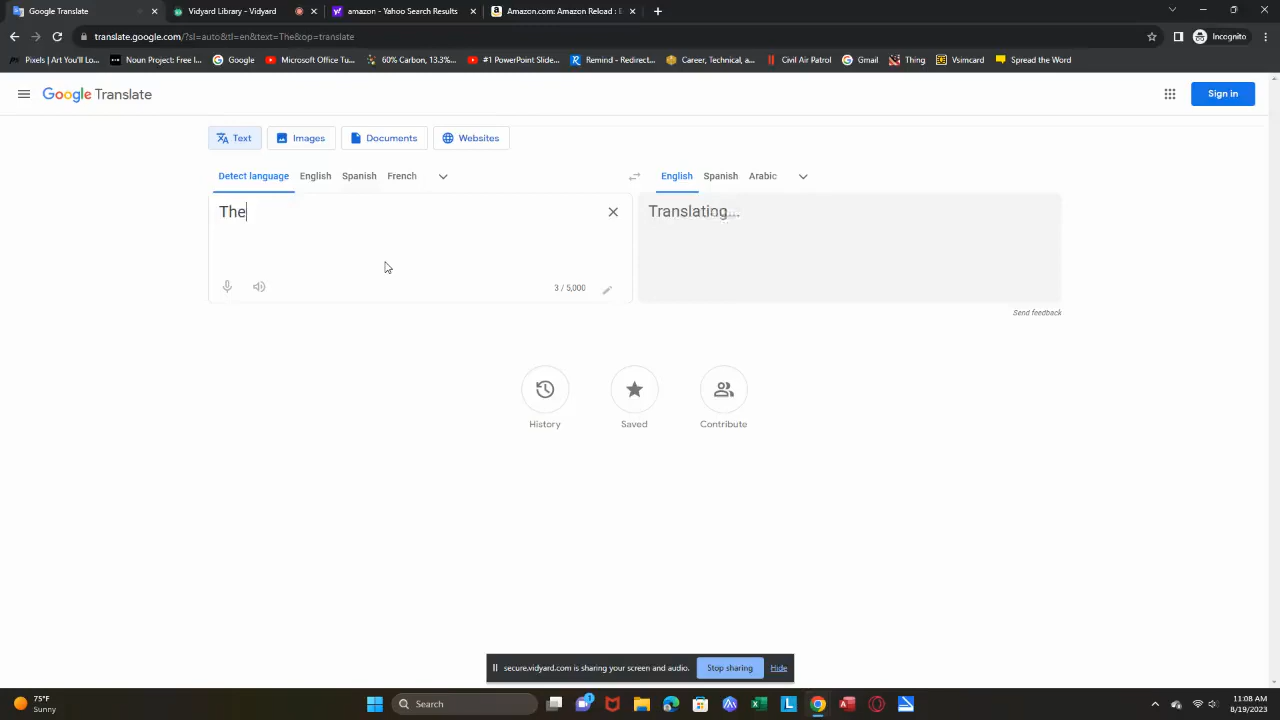 Google Translate
Vidyard Library - Vidyard
amazon - Yahoo Search Results
Amazon.com: Amazon Reload : E
translate.google.com/?sl=auto&tl=en&text=The&op=translate
Incognito
Pixels | Art You'll Lo...
Noun Project: Free I...
Google
Microsoft Office Tu...
60% Carbon, 13.3%...
#1 PowerPoint Slide...
Remind - Redirect...
Career, Technical, a...
Civil Air Patrol
Gmail
Thing
Vsimcard
Spread the Word
Google Translate
Sign in
Text
Images
Documents
Websites
Detect language
English
Spanish
French
English
Spanish
Arabic
The
Translating...
3 / 5,000
Send feedback
History
Saved
Contribute
secure.vidyard.com is sharing your screen and audio.
Stop sharing
Hide
75°F
Sunny
Search
11:08 AM
8/19/2023